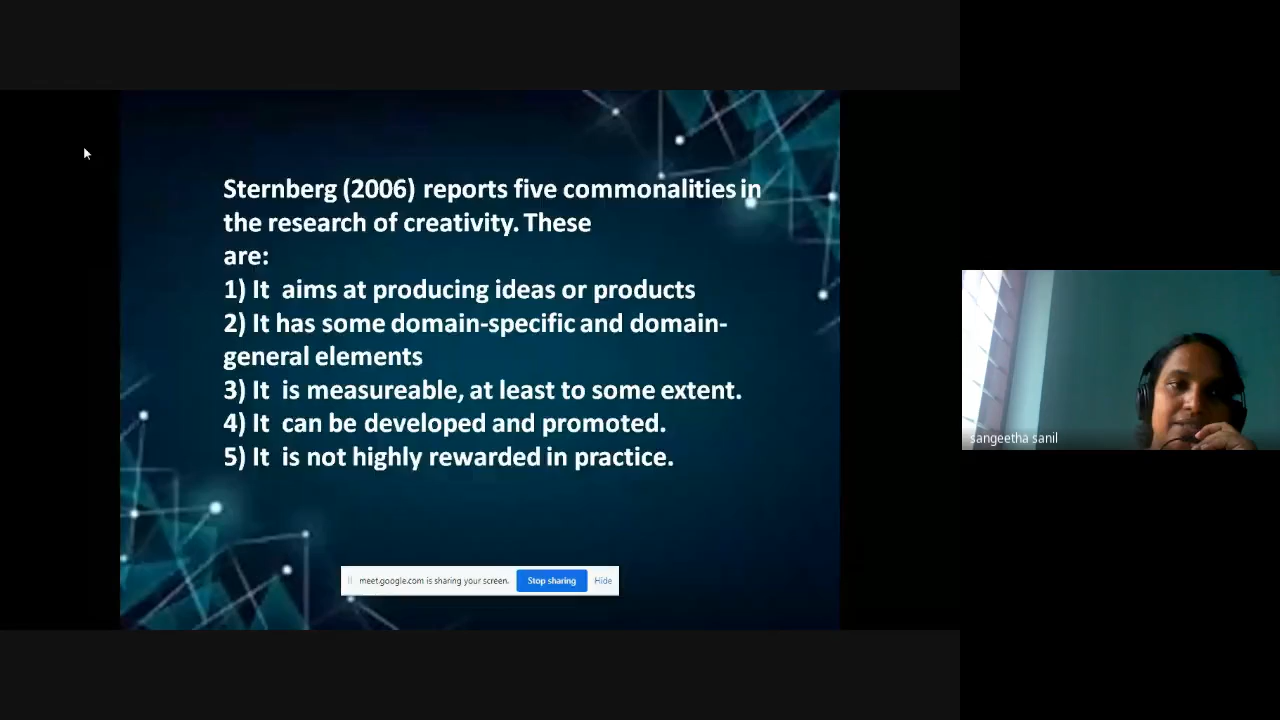 Sternberg (2006) reports five commonalities in
the research of creativity. These
are:
1) It aims at producing ideas or products
2) It has some domain-specific and domain-
general elements
3) It is measureable, at least to some extent.
4) It can be developed and promoted.
5) It is not highly rewarded in practice.
meet.google.com is sharing your screen. Stop sharing Hide
sangeetha sanil